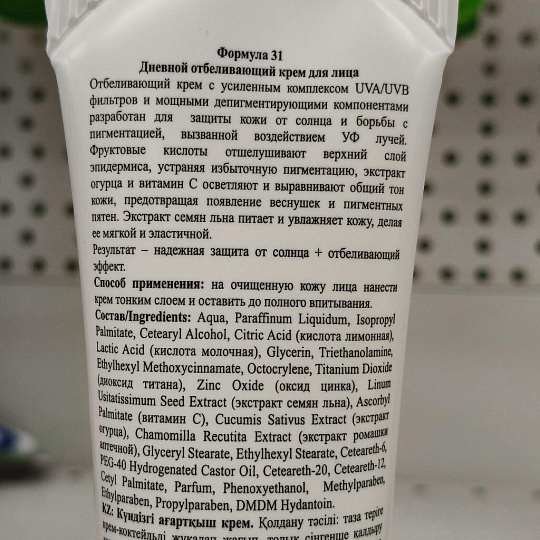 Формула 31
Дневной отбеливающий крем для лица
Отбеливающий крем с усиленным комплексом UVA/UVB
фильтров и мощными депигментирующими компонентами
разработан для защиты кожи от солнца и борьбы с
пигментацией, вызванной воздействием УФ лучей.
Фруктовые кислоты отшелушивают верхний слой
эпидермиса, устраняя избыточную пигментацию, экстракт
огурца и витамин С осветляют и выравнивают общий тон
кожи, предотвращая появление веснушек и пигментных
пятен. Экстракт семян льна питает и увлажняет кожу, делая
ее мягкой и эластичной.
Результат – надежная защита от солнца + отбеливающий
эффект.
Способ применения: на очищенную кожу лица нанести
крем тонким слоем и оставить до полного впитывания.
Состав/Ingredients: Aqua, Paraffinum Liquidum, Isopropyl
Palmitate, Cetearyl Alcohol, Citric Acid (кислота лимонная),
Lactic Acid (кислота молочная), Glycerin, Triethanolamine,
Ethylhexyl Methoxycinnamate, Octocrylene, Titanium Dioxide
(диоксид титана), Zinc Oxide (оксид цинка), Linum
Usitatissimum Seed Extract (экстракт семян льна), Ascorbyl
Palmitate (витамин С), Cucumis Sativus Extract (экстракт
огурца), Chamomilla Recutita Extract (экстракт ромашки
аптечной), Glyceryl Stearate, Ethylhexyl Stearate, Ceteareth-6,
PEG-40 Hydrogenated Castor Oil, Ceteareth-20, Ceteareth-12,
Cetyl Palmitate, Parfum, Phenoxyethanol, Methylparaben,
Ethylparaben, Propylparaben, DMDM Hydantoin.
KZ: Күндізгі ағартқыш крем. Қолдану тәсілі: таза теріге
крем-коктейльді жұқалап жағып, толық сіңгенше қалдыру